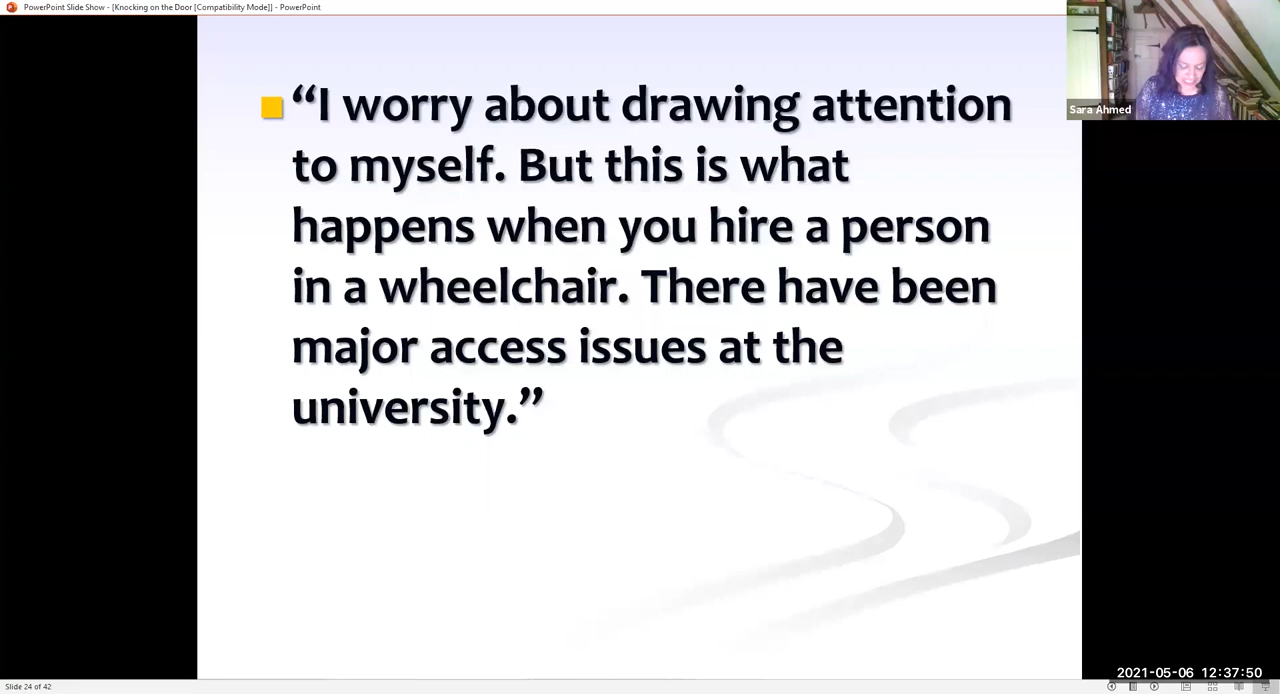 PowerPoint Slide Show - [Knocking on the Door [Compatibility Mode]] - PowerPoint
“I worry about drawing attention
to myself. But this is what
happens when you hire a person
in a wheelchair. There have been
major access issues at the
university.”
Sara Ahmed
2021-05-06 12:37:50
Slide 24 of 42